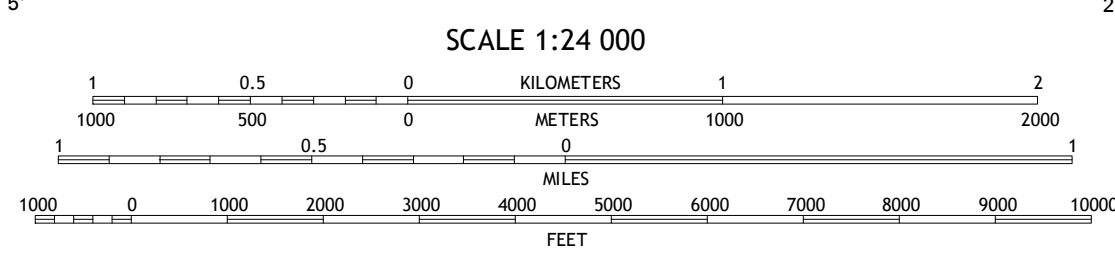 5' 2
SCALE 1:24 000
1 0.5 0 KILOMETERS 1 2
1000 500 0 METERS 1000 2000
1 0.5 0 1
MILES
1000 0 1000 2000 3000 4000 5000 6000 7000 8000 9000 10000
FEET